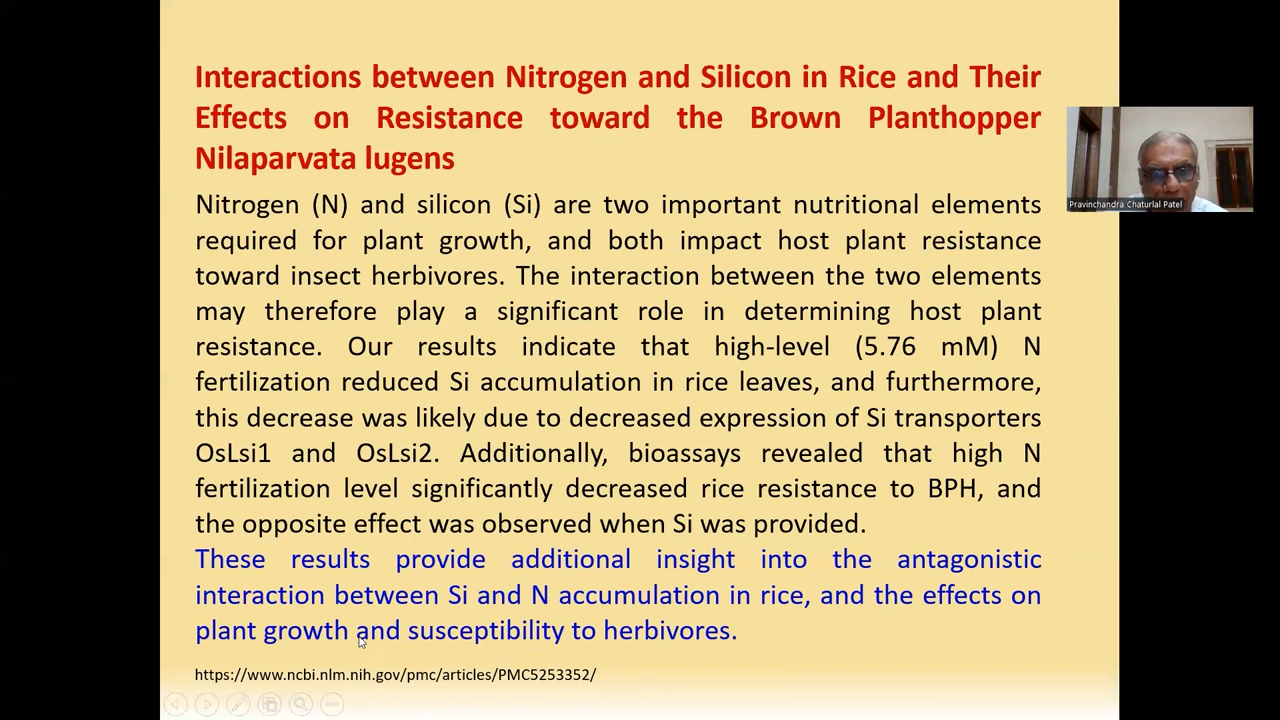 Interactions between Nitrogen and Silicon in Rice and Their
Effects on Resistance toward the Brown Planthopper
Nilaparvata lugens
Nitrogen (N) and silicon (Si) are two important nutritional elements
required for plant growth, and both impact host plant resistance
toward insect herbivores. The interaction between the two elements
may therefore play a significant role in determining host plant
resistance. Our results indicate that high-level (5.76 mM) N
fertilization reduced Si accumulation in rice leaves, and furthermore,
this decrease was likely due to decreased expression of Si transporters
OsLsi1 and OsLsi2. Additionally, bioassays revealed that high N
fertilization level significantly decreased rice resistance to BPH, and
the opposite effect was observed when Si was provided.
These results provide additional insight into the antagonistic
interaction between Si and N accumulation in rice, and the effects on
plant growth and susceptibility to herbivores.
https://www.ncbi.nlm.nih.gov/pmc/articles/PMC5253352/
Pravinchandra Chaturlal Patel